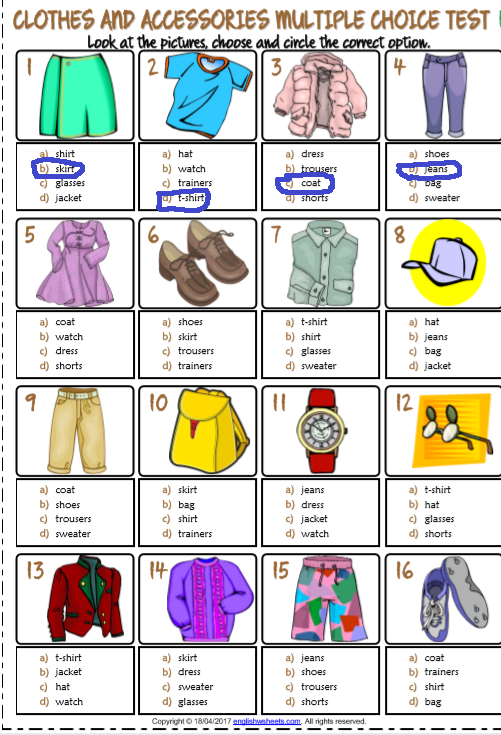 CLOTHES AND ACCESSORIES MULTIPLE CHOICE TEST
Look at the pictures, choose and circle the correct option.
1 2 3 4
a) shirt a) hat a) dress a) shoes
b) skirt b) watch b) trousers b) jeans
c) glasses c) trainers c) coat c) bag
d) jacket d) t-shirt d) shorts d) sweater
5 6 7 8
a) coat a) shoes a) t-shirt a) hat
b) watch b) skirt b) shirt b) jeans
c) dress c) trousers c) glasses c) bag
d) shorts d) trainers d) sweater d) jacket
9 10 11 12
a) coat a) skirt a) jeans a) t-shirt
b) shoes b) bag b) dress b) hat
c) trousers c) shirt c) jacket c) glasses
d) sweater d) trainers d) watch d) shorts
13 14 15 16
a) t-shirt a) skirt a) jeans a) coat
b) jacket b) dress b) shoes b) trainers
c) hat c) sweater c) trousers c) shirt
d) watch d) glasses d) shorts d) bag
Copyright © 18/04/2017 englishwsheets.com. All rights reserved.